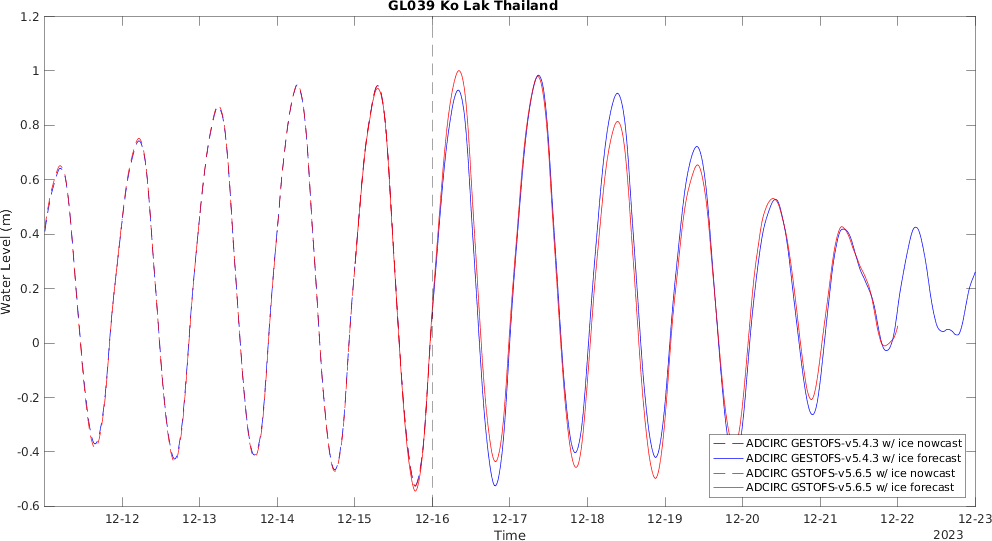 GL039 Ko Lak Thailand
1.2
1
0.8
0.6
0.4
0.2
0
-0.2
-0.4
-0.6
Water Level (m)
ADCIRC GESTOFS-v5.4.3 w/ ice nowcast
ADCIRC GESTOFS-v5.4.3 w/ ice forecast
ADCIRC GSTOFS-v5.6.5 w/ ice nowcast
ADCIRC GSTOFS-v5.6.5 w/ ice forecast
12-12 12-13 12-14 12-15 12-16 12-17 12-18 12-19 12-20 12-21 12-22 12-23
Time
2023